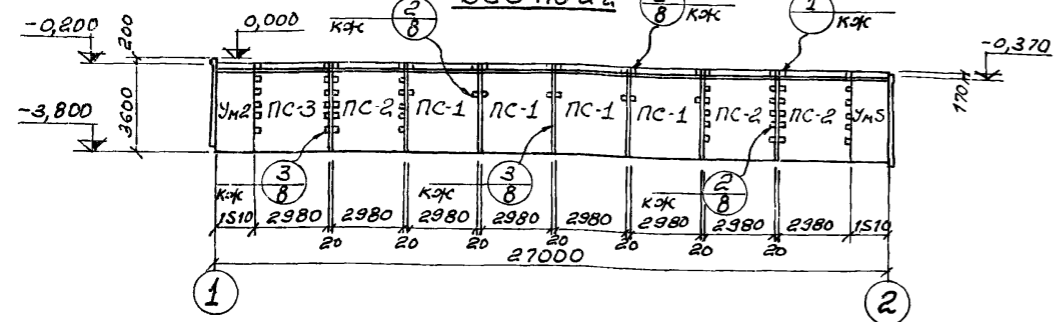 2/8 КЖ
КЖ
1 КЖ
-0,200
200
0,000
-0,370
170
-3,800
3600
Ум2 ПС-3 ПС-2 ПС-1 ПС-1 ПС-1 ПС-1 ПС-2 ПС-2 Ум5
3/8 КЖ
3/8 КЖ
2/8 КЖ
1510 2980 2980 2980 2980 2980 2980 2980 2980 1510
20 20 20 20 20 20 20
27000
1 2